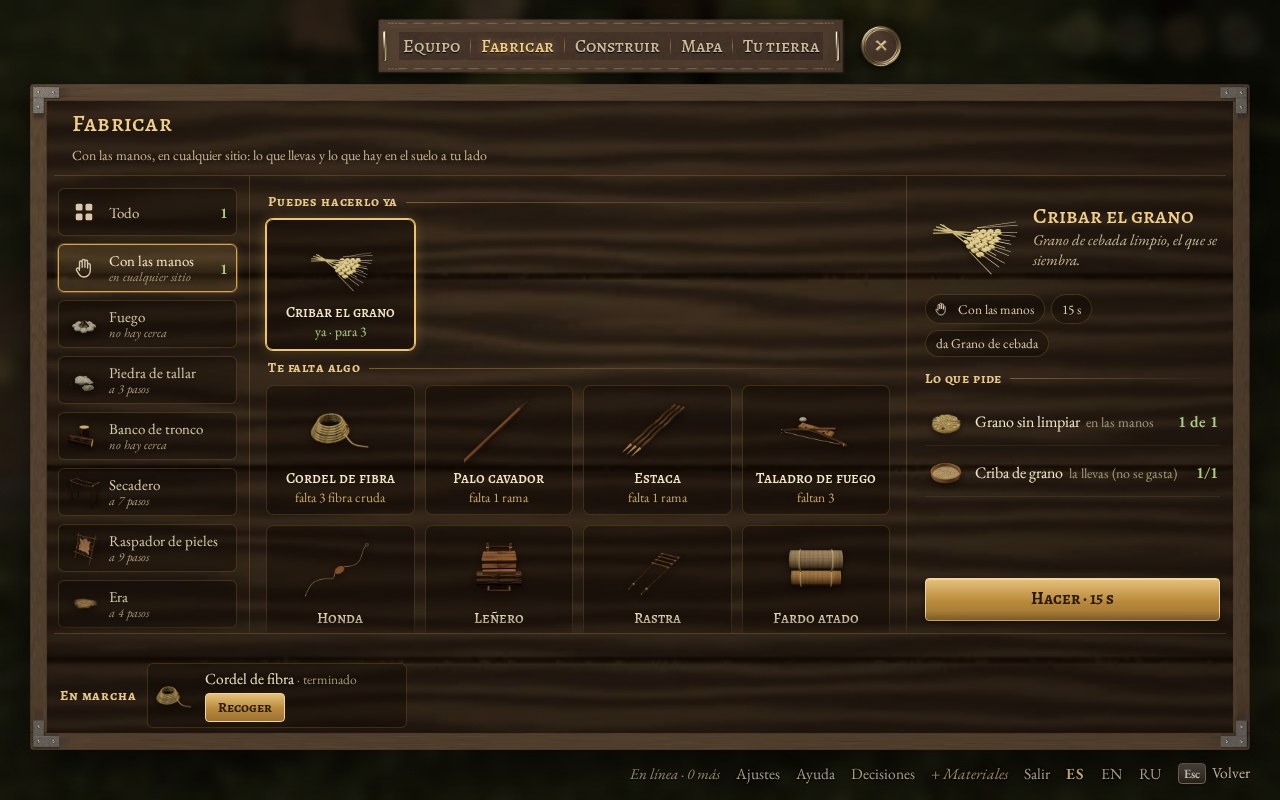 Equipo
Fabricar
Construir
Mapa
Tu tierra
Fabricar
Con las manos, en cualquier sitio: lo que llevas y lo que hay en el suelo a tu lado
Todo
1
Con las manos
en cualquier sitio
1
Fuego
no hay cerca
Piedra de tallar
a 3 pasos
Banco de tronco
no hay cerca
Secadero
a 7 pasos
Raspador de pieles
a 9 pasos
Era
a 4 pasos
Puedes hacerlo ya
Cribar el grano
ya · para 3
Te falta algo
Cordel de fibra
falta 3 fibra cruda
Palo cavador
falta 1 rama
Estaca
falta 1 rama
Taladro de fuego
faltan 3
Honda
Leñero
Rastra
Fardo atado
Cribar el grano
Grano de cebada limpio, el que se
siembra.
Con las manos
15 s
da Grano de cebada
Lo que pide
Grano sin limpiar en las manos 1 de 1
Criba de grano la llevas (no se gasta) 1/1
Hacer · 15 s
En marcha
Cordel de fibra · terminado
Recoger
En línea · 0 más
Ajustes
Ayuda
Decisiones
+ Materiales
Salir
ES
EN
RU
Esc
Volver